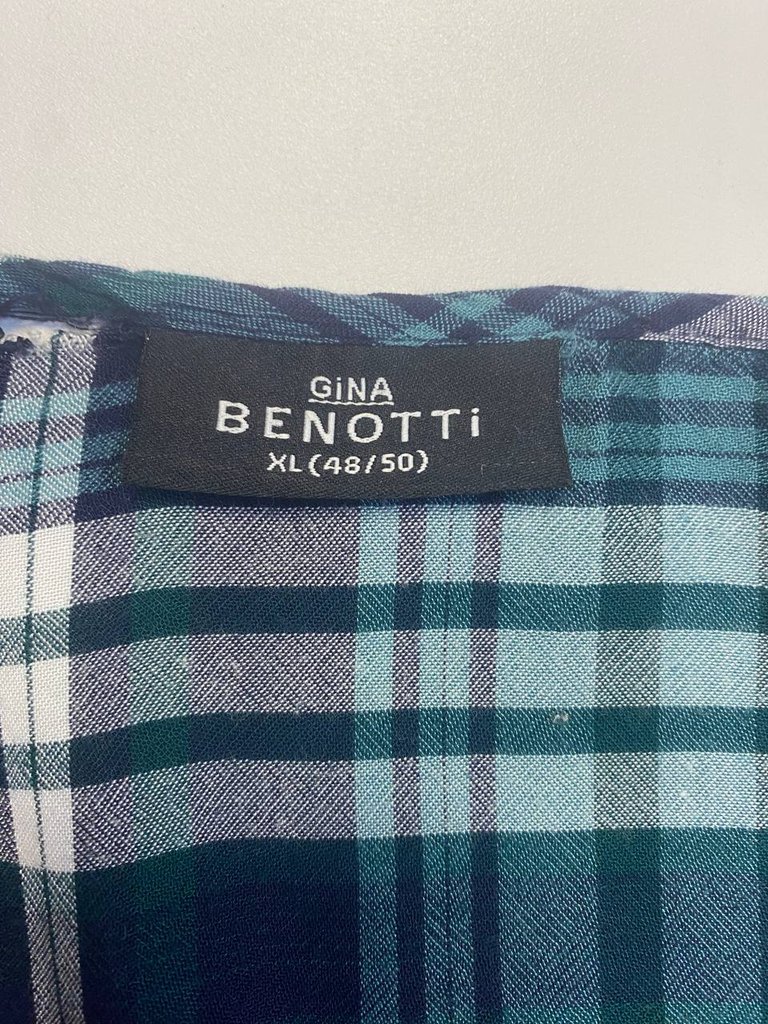 GiNA
BENOTTi
XL (48/50)